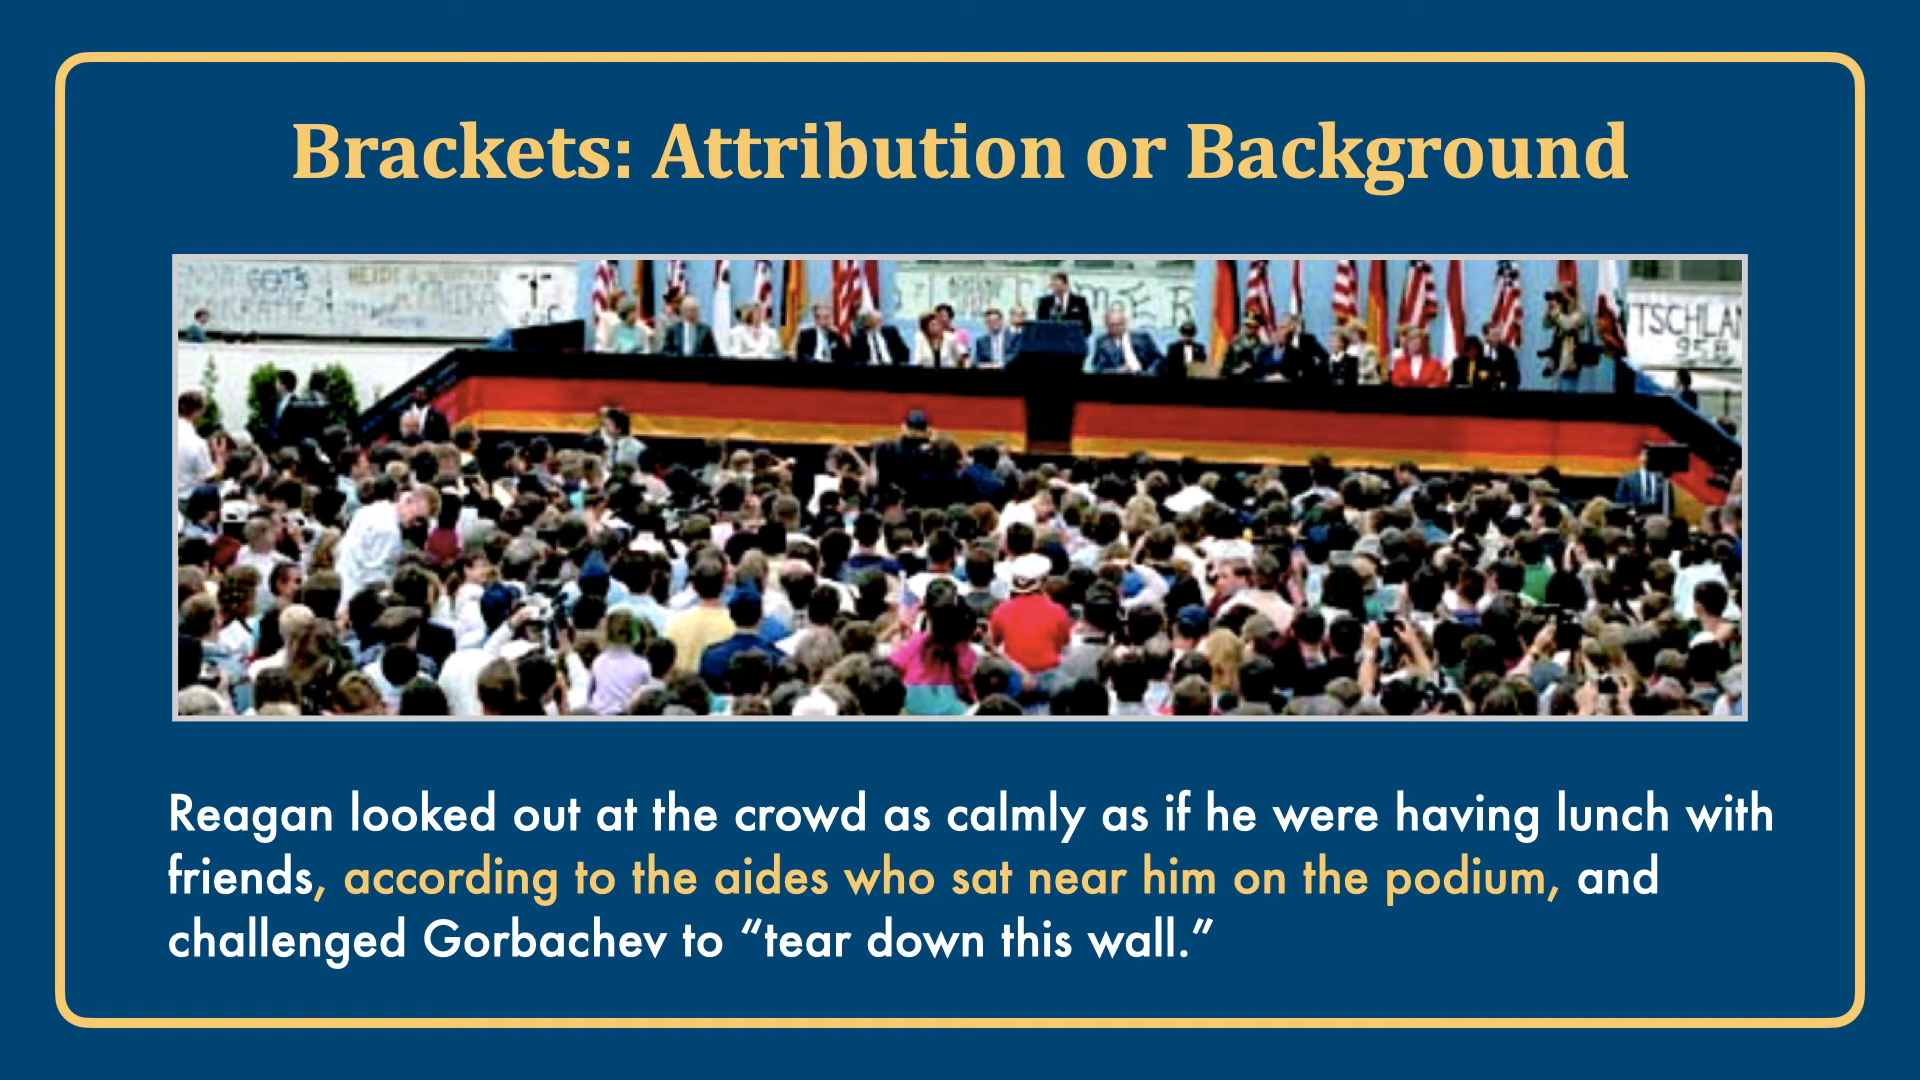 Brackets: Attribution or Background
TSCHLAN
Reagan looked out at the crowd as calmly as if he were having lunch with
friends, according to the aides who sat near him on the podium, and
challenged Gorbachev to “tear down this wall.”